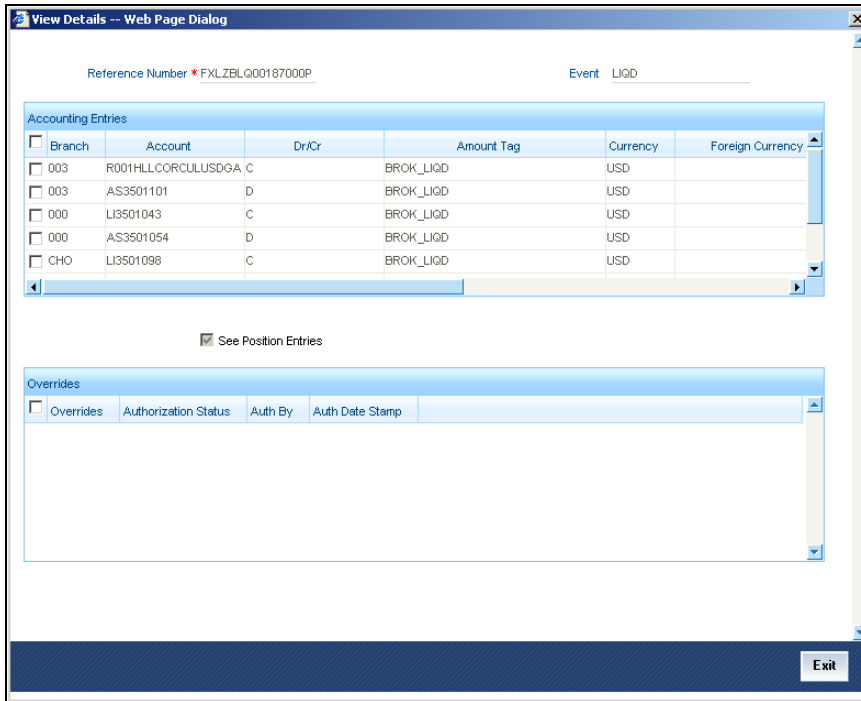 View Details -- Web Page Dialog
Reference Number * FXLZBLQ00187000P Event LIQD
Accounting Entries
Branch Account Dr/Cr Amount Tag Currency Foreign Currency
003 R001HLLCORCULUSDGA C BROK_LIQD USD
003 AS3501101 D BROK_LIQD USD
000 LI3501043 C BROK_LIQD USD
000 AS3501054 D BROK_LIQD USD
CHO LI3501098 C BROK_LIQD USD
See Position Entries
Overrides
Overrides Authorization Status Auth By Auth Date Stamp
Exit